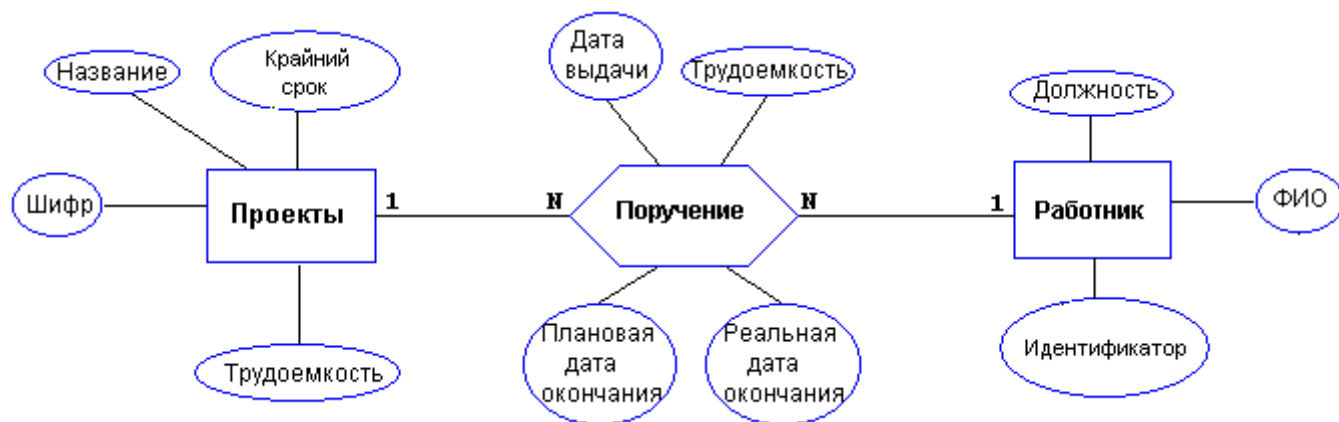 Название
Крайний
срок
Дата
выдачи
Трудоемкость
Должность
Шифр
Проекты
1
N
Поручение
N
1
Работник
ФИО
Трудоемкость
Плановая
дата
окончания
Реальная
дата
окончания
Идентификатор